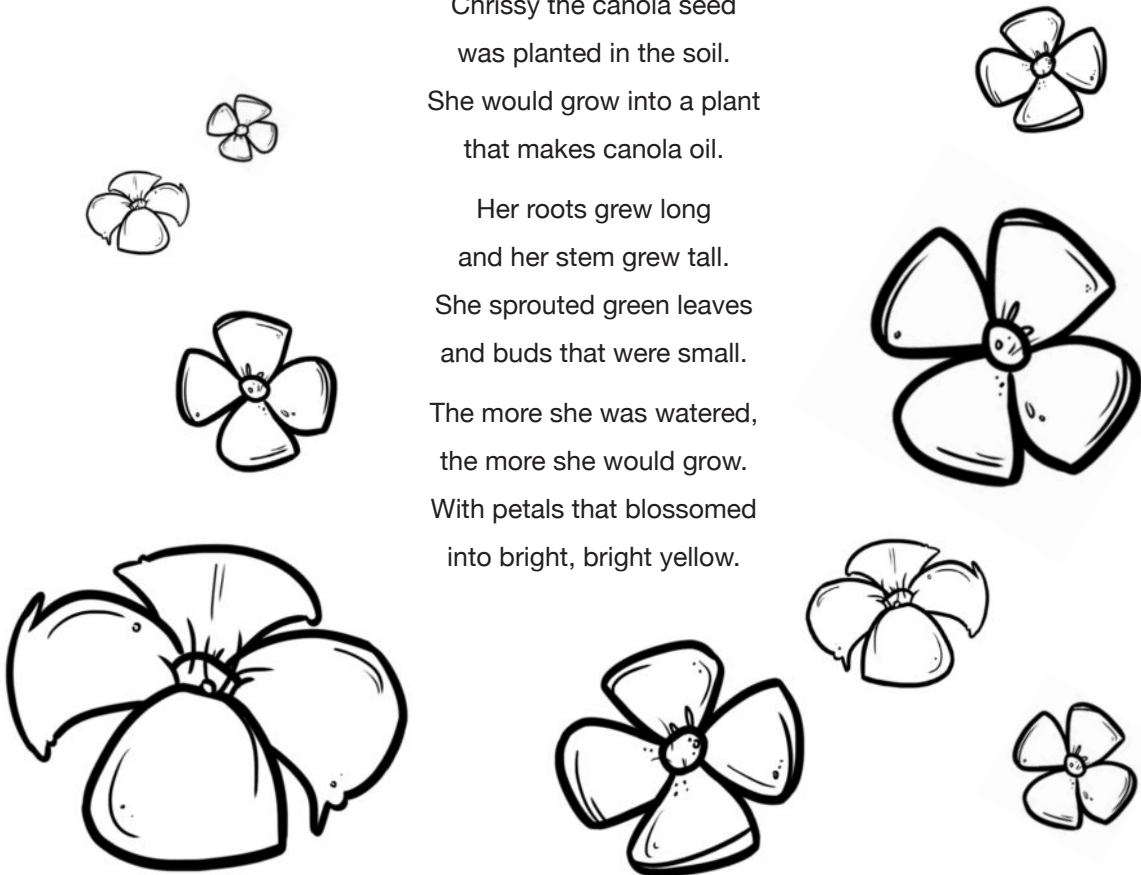 Chrissy the canola seed
was planted in the soil.
She would grow into a plant
that makes canola oil.
Her roots grew long
and her stem grew tall.
She sprouted green leaves
and buds that were small.
The more she was watered,
the more she would grow.
With petals that blossomed
into bright, bright yellow.